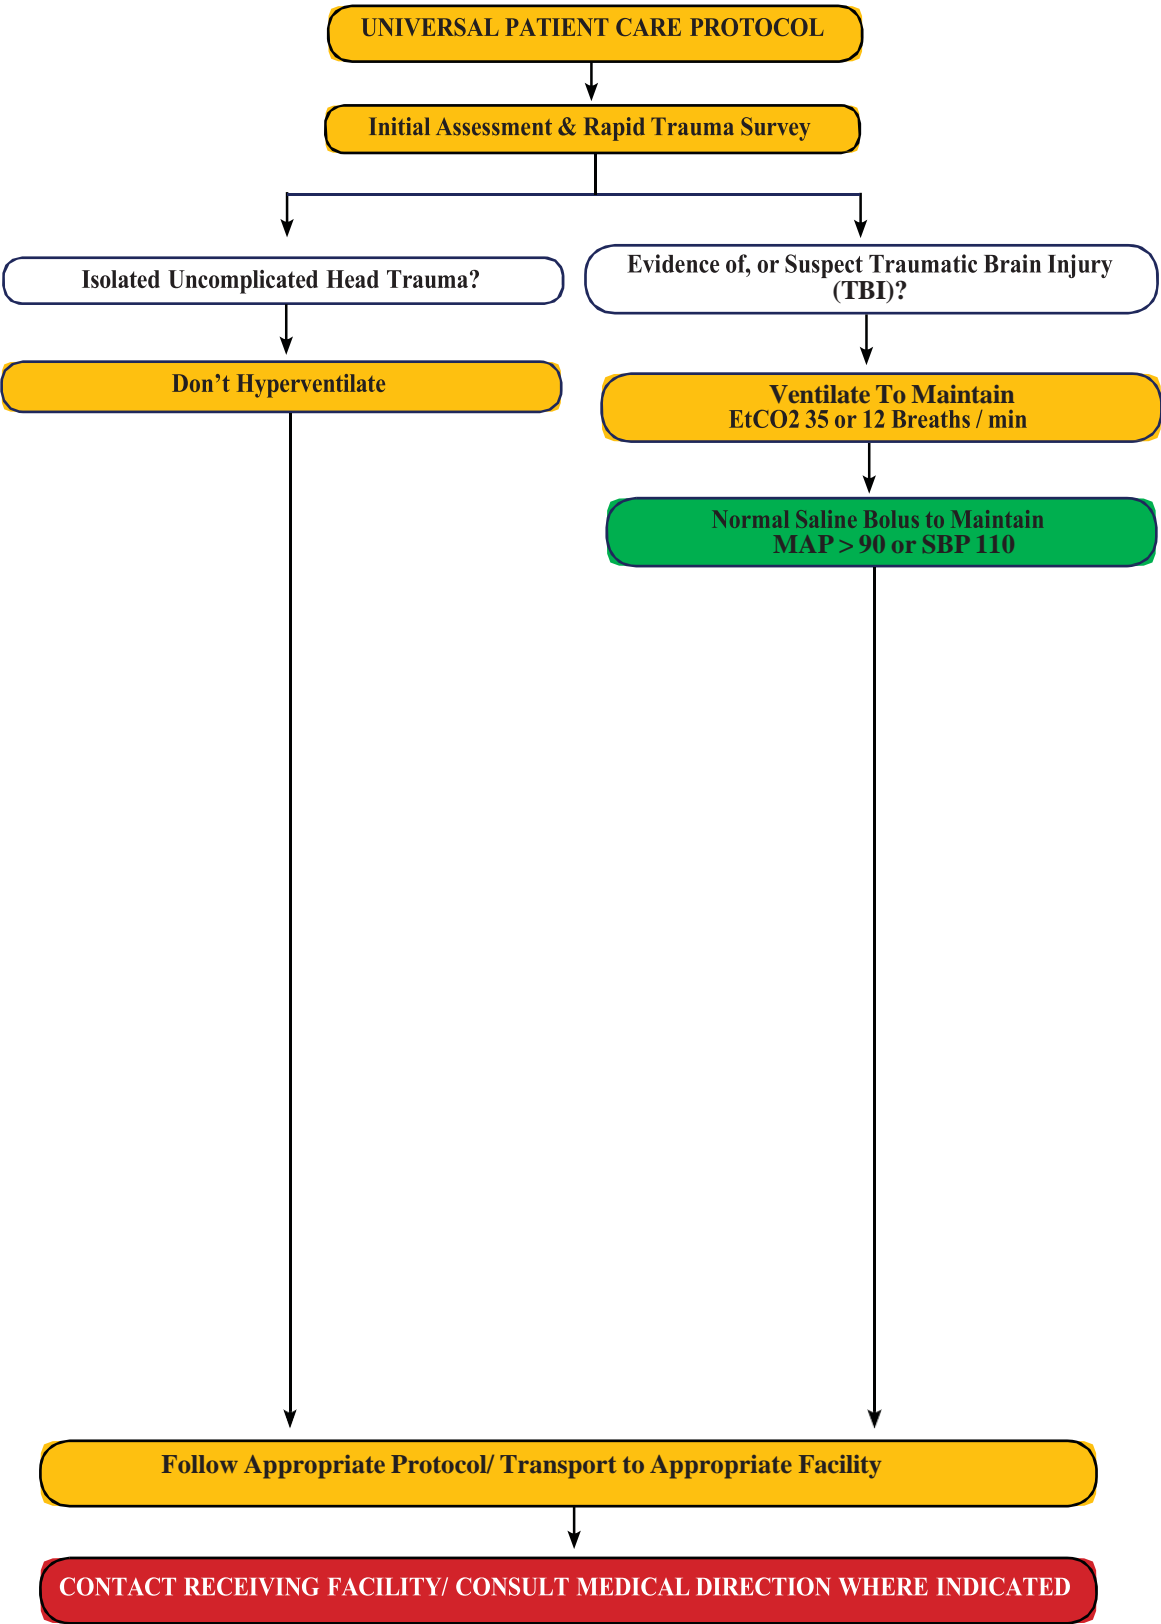 UNIVERSAL PATIENT CARE PROTOCOL
Initial Assessment & Rapid Trauma Survey
Isolated Uncomplicated Head Trauma?
Don’t Hyperventilate
Evidence of, or Suspect Traumatic Brain Injury
(TBI)?
Ventilate To Maintain
EtCO2 35 or 12 Breaths / min
Normal Saline Bolus to Maintain
MAP > 90 or SBP 110
Follow Appropriate Protocol/ Transport to Appropriate Facility
CONTACT RECEIVING FACILITY/ CONSULT MEDICAL DIRECTION WHERE INDICATED